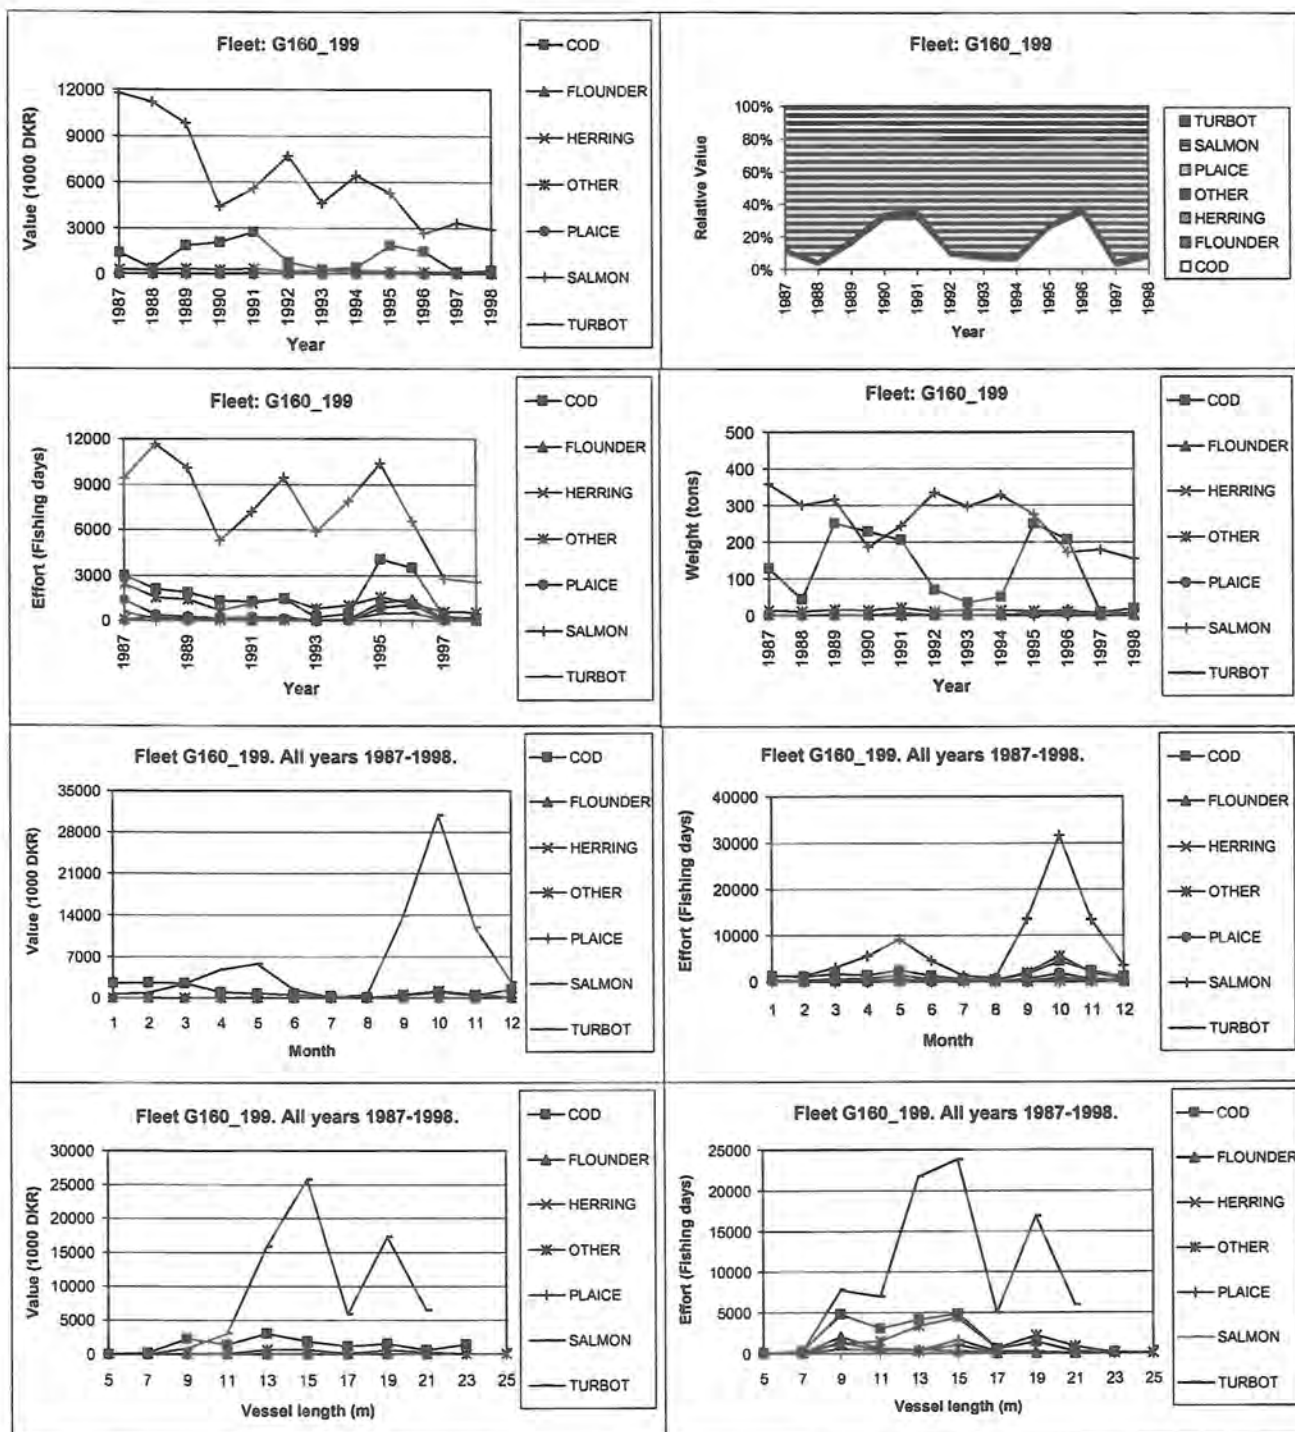 Fleet: G160_199
Value (1000 DKR)
12000
9000
6000
3000
0
1987
1988
1989
1990
1991
1992
1993
1994
1995
1996
1997
1998
Year
COD
FLOUNDER
HERRING
OTHER
PLAICE
SALMON
TURBOT
Fleet: G160_199
Relative Value
100%
80%
60%
40%
20%
0%
1987
1988
1989
1990
1991
1992
1993
1994
1995
1996
1997
1998
Year
TURBOT
SALMON
PLAICE
OTHER
HERRING
FLOUNDER
COD
Fleet: G160_199
Effort (Fishing days)
12000
9000
6000
3000
0
1987
1989
1991
1993
1995
1997
Year
COD
FLOUNDER
HERRING
OTHER
PLAICE
SALMON
TURBOT
Fleet: G160_199
Weight (tons)
500
400
300
200
100
0
1987
1988
1989
1990
1991
1992
1993
1994
1995
1996
1997
1998
Year
COD
FLOUNDER
HERRING
OTHER
PLAICE
SALMON
TURBOT
Fleet G160_199. All years 1987-1998.
Value (1000 DKR)
35000
28000
21000
14000
7000
0
1 2 3 4 5 6 7 8 9 10 11 12
Month
COD
FLOUNDER
HERRING
OTHER
PLAICE
SALMON
TURBOT
Fleet G160_199. All years 1987-1998.
Effort (Fishing days)
40000
30000
20000
10000
0
1 2 3 4 5 6 7 8 9 10 11 12
Month
COD
FLOUNDER
HERRING
OTHER
PLAICE
SALMON
TURBOT
Fleet G160_199. All years 1987-1998.
Value (1000 DKR)
30000
25000
20000
15000
10000
5000
0
5 7 9 11 13 15 17 19 21 23 25
Vessel length (m)
COD
FLOUNDER
HERRING
OTHER
PLAICE
SALMON
TURBOT
Fleet G160_199. All years 1987-1998.
Effort (Fishing days)
25000
20000
15000
10000
5000
0
5 7 9 11 13 15 17 19 21 23 25
Vessel length (m)
COD
FLOUNDER
HERRING
OTHER
PLAICE
SALMON
TURBOT